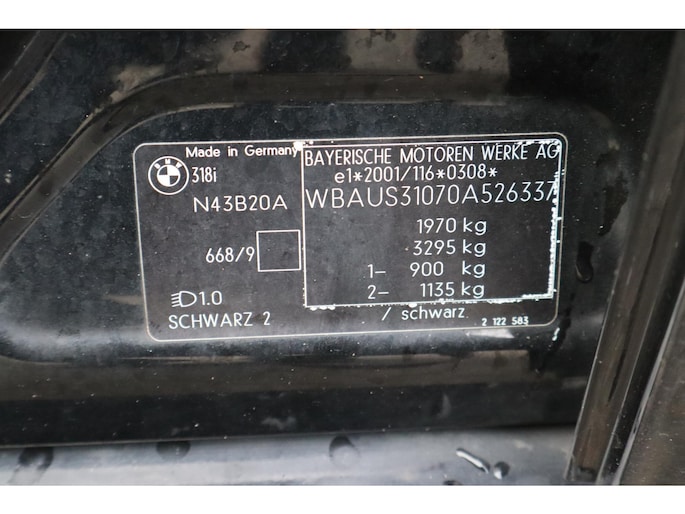 Made in Germany
BMW
318i
N43B20A
668/9
1.0
SCHWARZ 2
BAYERISCHE MOTOREN WERKE AG
e1*2001/116*0308*
WBAUS31070A526337
1970 kg
3295 kg
1– 900 kg
2– 1135 kg
/ schwarz
2 122 583